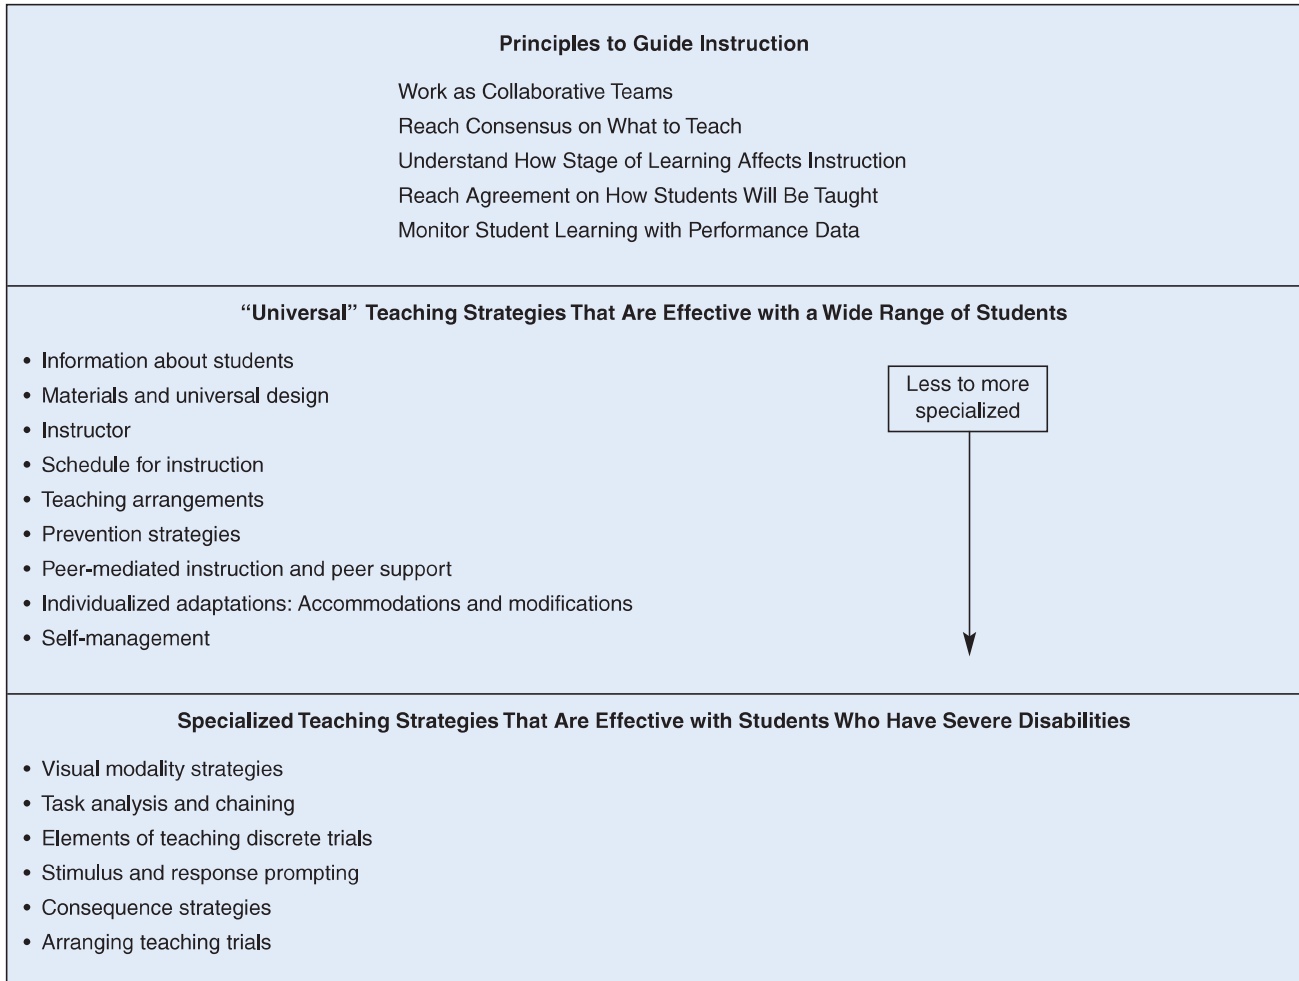 Principles to Guide Instruction
Work as Collaborative Teams
Reach Consensus on What to Teach
Understand How Stage of Learning Affects Instruction
Reach Agreement on How Students Will Be Taught
Monitor Student Learning with Performance Data
“Universal” Teaching Strategies That Are Effective with a Wide Range of Students
• Information about students
• Materials and universal design
• Instructor
• Schedule for instruction
• Teaching arrangements
• Prevention strategies
• Peer-mediated instruction and peer support
• Individualized adaptations: Accommodations and modifications
• Self-management
Less to more
specialized
Specialized Teaching Strategies That Are Effective with Students Who Have Severe Disabilities
• Visual modality strategies
• Task analysis and chaining
• Elements of teaching discrete trials
• Stimulus and response prompting
• Consequence strategies
• Arranging teaching trials